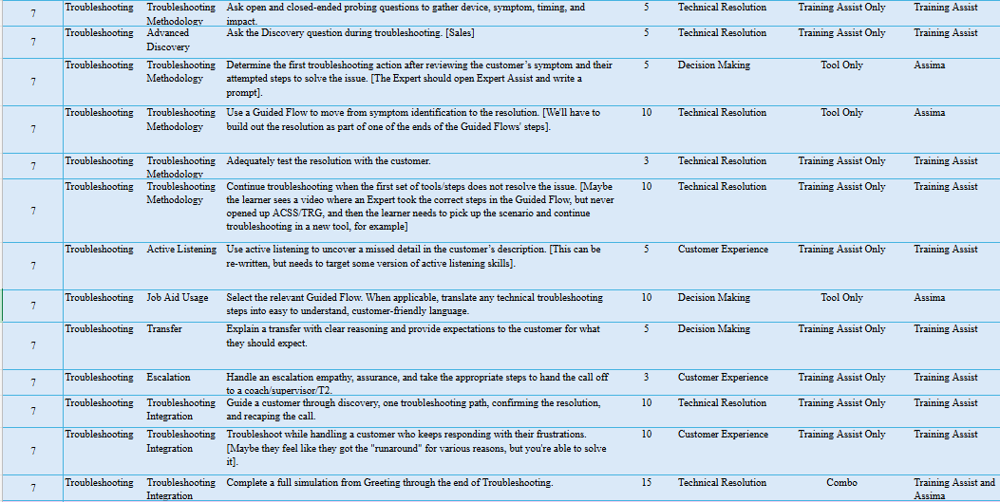 7 Troubleshooting Troubleshooting Ask open and closed-ended probing questions to gather device, symptom, timing, and 5 Technical Resolution Training Assist Only Training Assist
Methodology impact.
7 Troubleshooting Advanced Ask the Discovery question during troubleshooting. [Sales] 5 Technical Resolution Training Assist Only Training Assist
Discovery
7 Troubleshooting Troubleshooting Determine the first troubleshooting action after reviewing the customer's symptom and their 5 Decision Making Tool Only Assima
Methodology attempted steps to solve the issue. [The Expert should open Expert Assist and write a
prompt].
7 Troubleshooting Troubleshooting Use a Guided Flow to move from symptom identification to the resolution. [We'll have to 10 Technical Resolution Tool Only Assima
Methodology build out the resolution as part of one of the ends of the Guided Flows' steps].
7 Troubleshooting Troubleshooting Adequately test the resolution with the customer. 3 Technical Resolution Training Assist Only Training Assist
Methodology
7 Troubleshooting Troubleshooting Continue troubleshooting when the first set of tools/steps does not resolve the issue. [Maybe 10 Technical Resolution Training Assist Only Training Assist
Methodology the learner sees a video where an Expert took the correct steps in the Guided Flow, but never
opened up ACSS/TRG, and then the learner needs to pick up the scenario and continue
troubleshooting in a new tool, for example]
7 Troubleshooting Active Listening Use active listening to uncover a missed detail in the customer's description. [This can be 5 Customer Experience Training Assist Only Training Assist
re-written, but needs to target some version of active listening skills].
7 Troubleshooting Job Aid Usage Select the relevant Guided Flow. When applicable, translate any technical troubleshooting 10 Decision Making Tool Only Assima
steps into easy to understand, customer-friendly language.
7 Troubleshooting Transfer Explain a transfer with clear reasoning and provide expectations to the customer for what 5 Decision Making Training Assist Only Training Assist
they should expect.
7 Troubleshooting Escalation Handle an escalation empathy, assurance, and take the appropriate steps to hand the call off 3 Customer Experience Training Assist Only Training Assist
to a coach/supervisor/T2.
7 Troubleshooting Troubleshooting Guide a customer through discovery, one troubleshooting path, confirming the resolution, 10 Technical Resolution Training Assist Only Training Assist
Integration and recaping the call.
7 Troubleshooting Troubleshooting Troubleshoot while handling a customer who keeps responding with their frustrations. 10 Customer Experience Training Assist Only Training Assist
Integration [Maybe they feel like they got the "runaround" for various reasons, but you're able to solve
it].
7 Troubleshooting Troubleshooting Complete a full simulation from Greeting through the end of Troubleshooting. 15 Technical Resolution Combo Training Assist and
Integration Assima